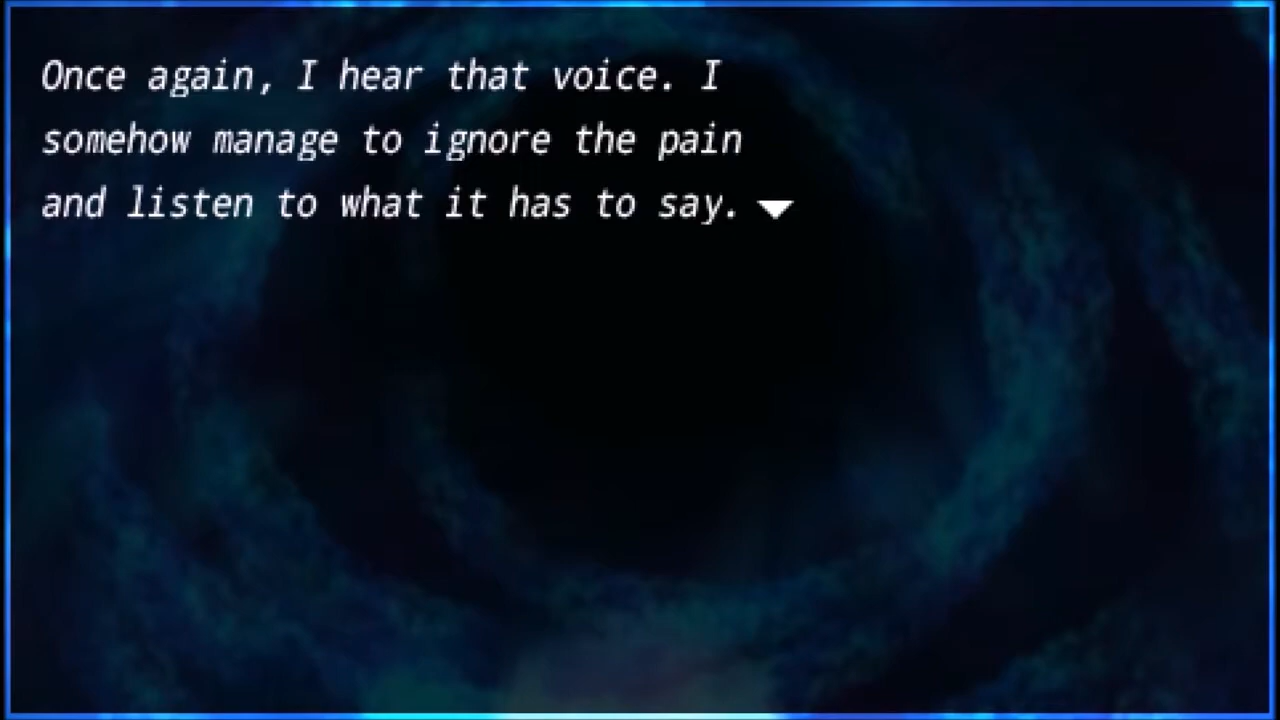 Once again, I hear that voice. I
somehow manage to ignore the pain
and listen to what it has to say.